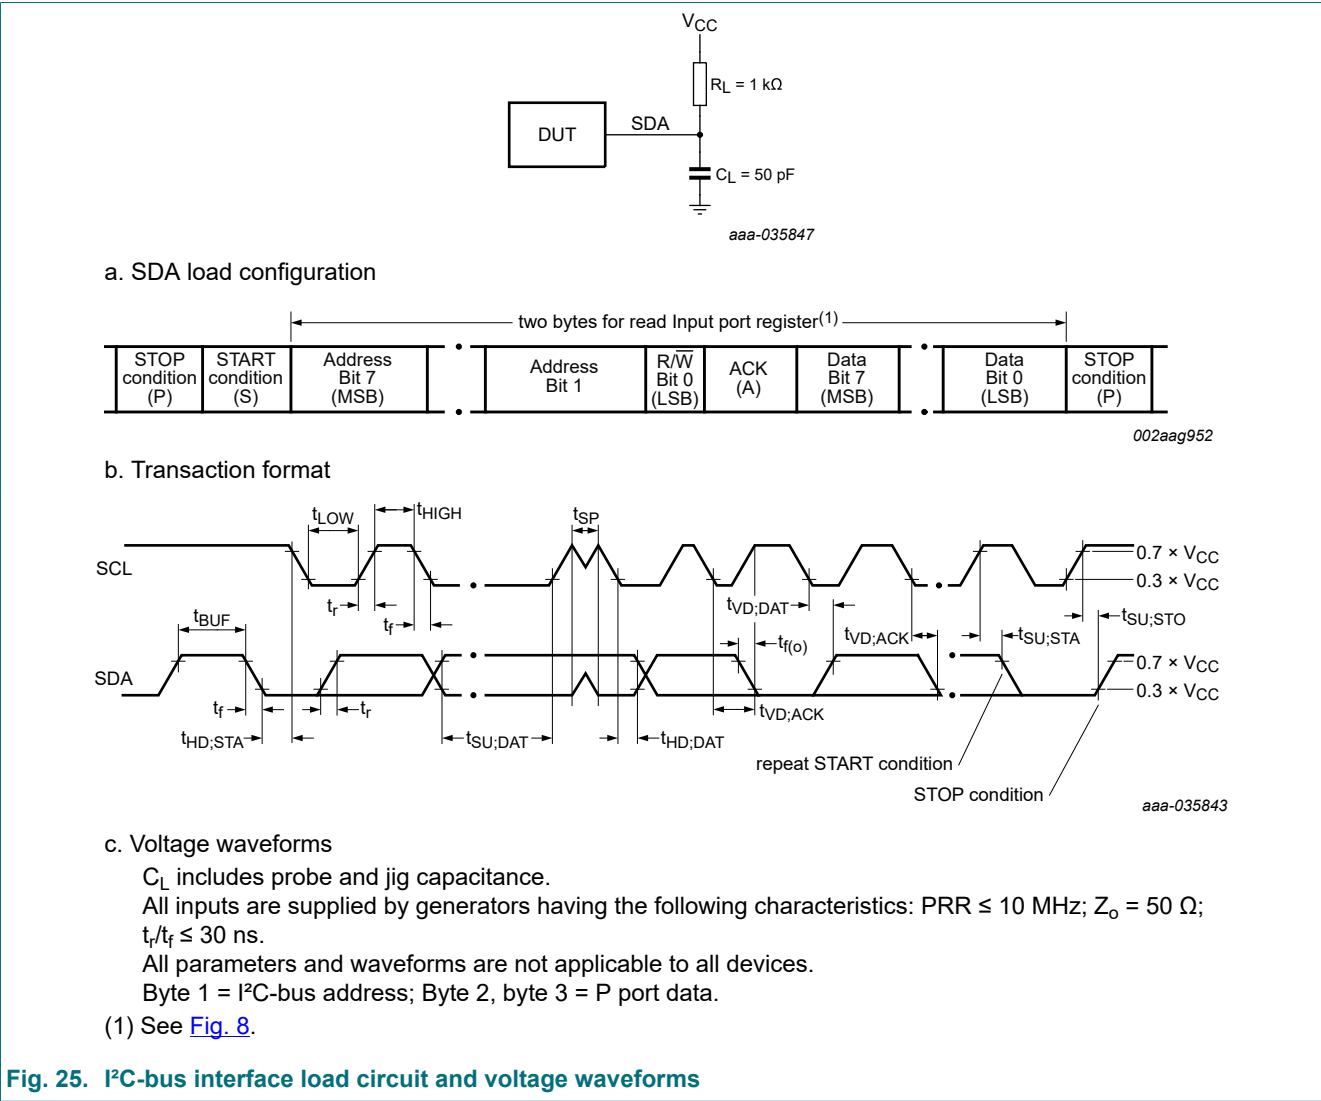 VCC
RL = 1 kΩ
DUT
SDA
CL = 50 pF
aaa-035847
a. SDA load configuration
two bytes for read Input port register(1)
STOP condition (P)
START condition (S)
Address Bit 7 (MSB)
Address Bit 1
R/W̅ Bit 0 (LSB)
ACK (A)
Data Bit 7 (MSB)
Data Bit 0 (LSB)
STOP condition (P)
002aag952
b. Transaction format
tLOW
tHIGH
tSP
SCL
0.7 × VCC
0.3 × VCC
tr
tf
tBUF
tVD;DAT
tf(o)
tVD;ACK
tSU;STA
tSU;STO
SDA
0.7 × VCC
0.3 × VCC
tf
tr
tVD;ACK
tHD;STA
tSU;DAT
tHD;DAT
repeat START condition
STOP condition
aaa-035843
c. Voltage waveforms
CL includes probe and jig capacitance.
All inputs are supplied by generators having the following characteristics: PRR ≤ 10 MHz; Zo = 50 Ω;
tr/tf ≤ 30 ns.
All parameters and waveforms are not applicable to all devices.
Byte 1 = I²C-bus address; Byte 2, byte 3 = P port data.
(1) See Fig. 8.
Fig. 25. I²C-bus interface load circuit and voltage waveforms